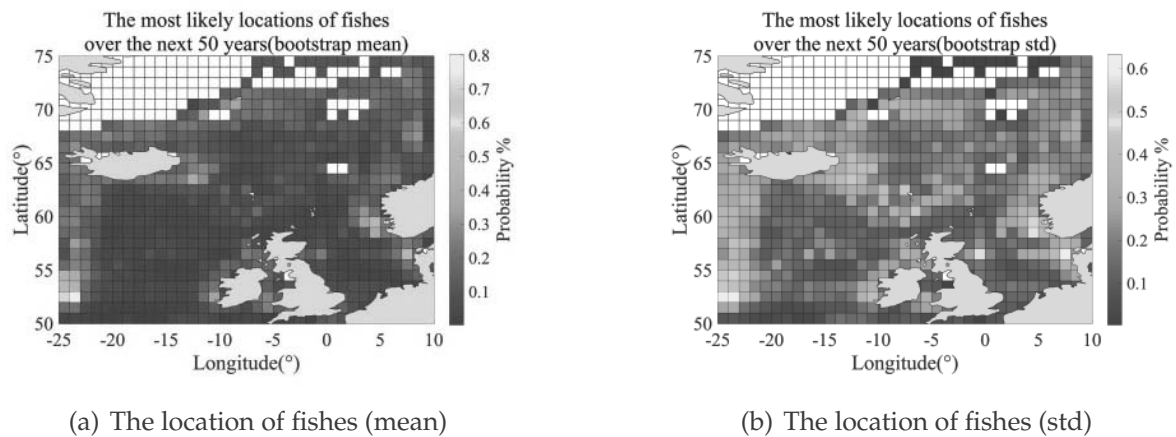 The most likely locations of fishes
over the next 50 years(bootstrap mean)
75
70
65
60
55
50
Latitude(°)
-25 -20 -15 -10 -5 0 5 10
Longitude(°)
0.8
0.7
0.6
0.5
0.4
0.3
0.2
0.1
Probability %
(a) The location of fishes (mean)
The most likely locations of fishes
over the next 50 years(bootstrap std)
75
70
65
60
55
50
Latitude(°)
-25 -20 -15 -10 -5 0 5 10
Longitude(°)
0.6
0.5
0.4
0.3
0.2
0.1
Probability %
(b) The location of fishes (std)